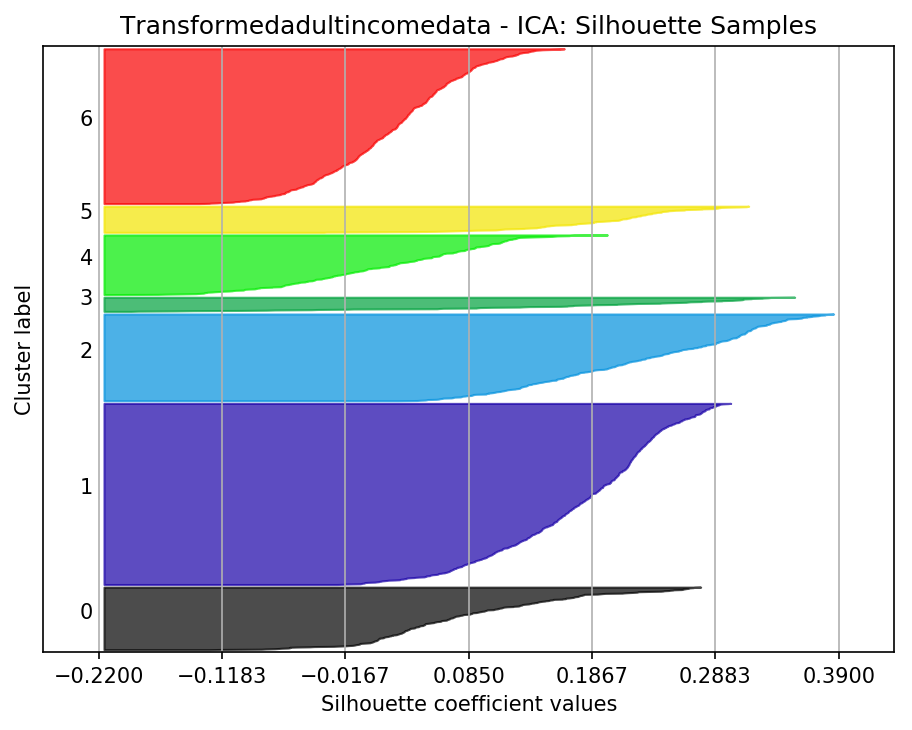 Transformedadultincomedata - ICA: Silhouette Samples
6
5
4
3
2
1
0
Cluster label
−0.2200 −0.1183 −0.0167 0.0850 0.1867 0.2883 0.3900
Silhouette coefficient values